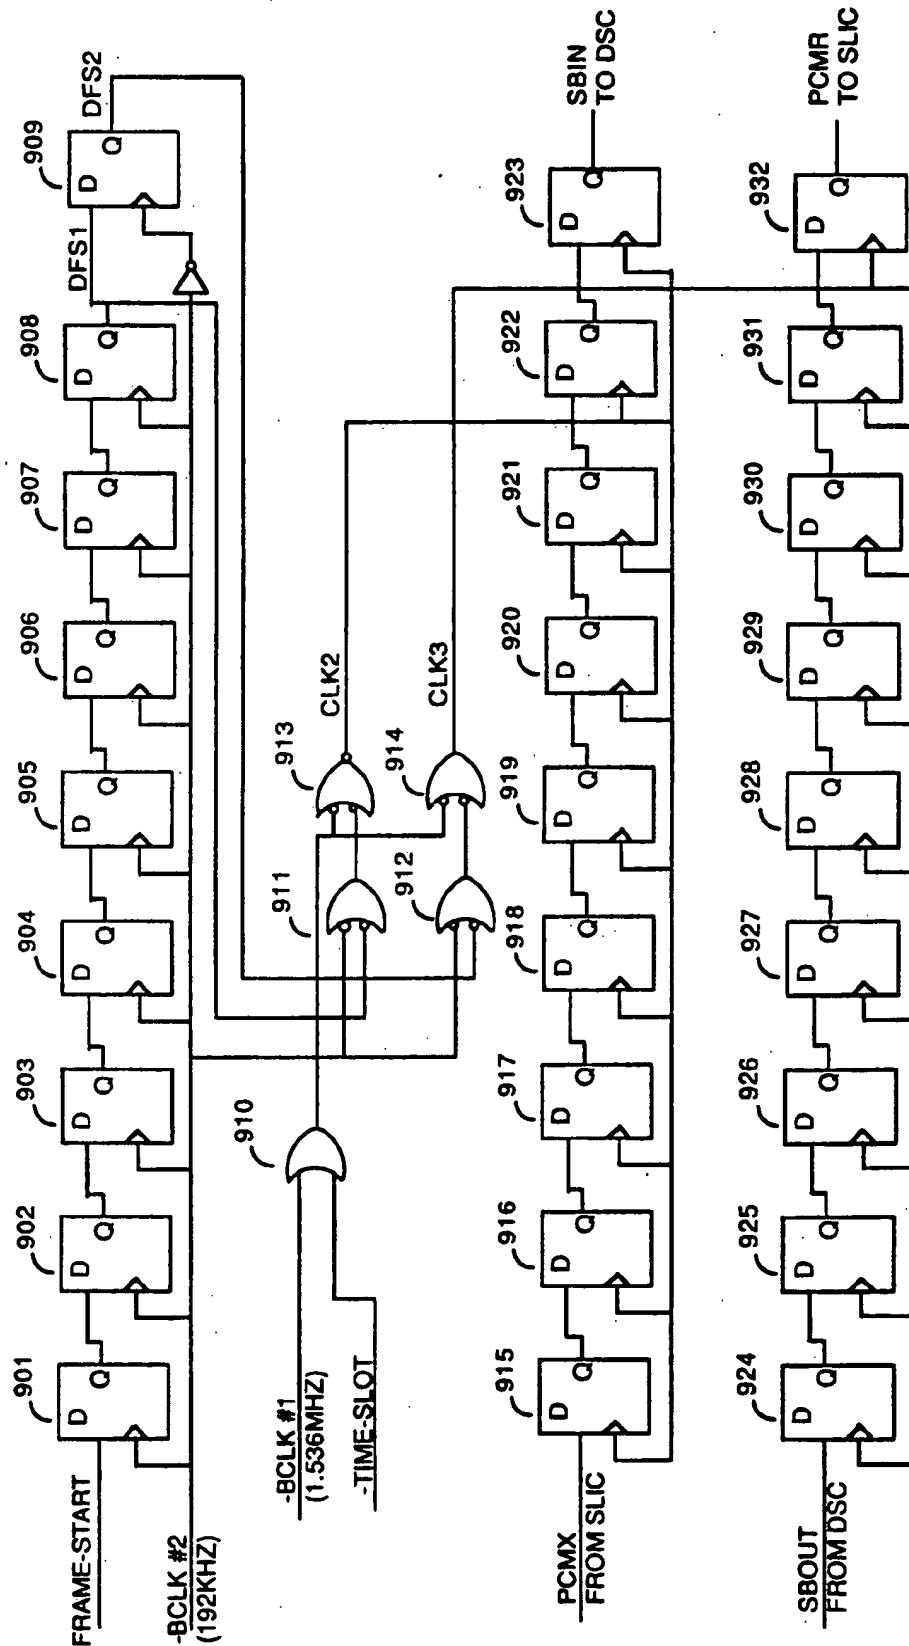 901
902
903
904
905
906
907
908
909
FRAME-START
D
Q
D
Q
D
Q
D
Q
D
Q
D
Q
D
Q
D
Q
DFS1
D
Q
DFS2
-BCLK #2
(192KHZ)
910
911
913
CLK2
912
914
CLK3
-BCLK #1
(1.536MHZ)
-TIME-SLOT
915
916
917
918
919
920
921
922
923
PCMX
FROM SLIC
D
Q
D
Q
D
Q
D
Q
D
Q
D
Q
D
Q
D
Q
D
Q
SBIN
TO DSC
924
925
926
927
928
929
930
931
932
SBOUT
FROM DSC
D
Q
D
Q
D
Q
D
Q
D
Q
D
Q
D
Q
D
Q
D
Q
PCMR
TO SLIC